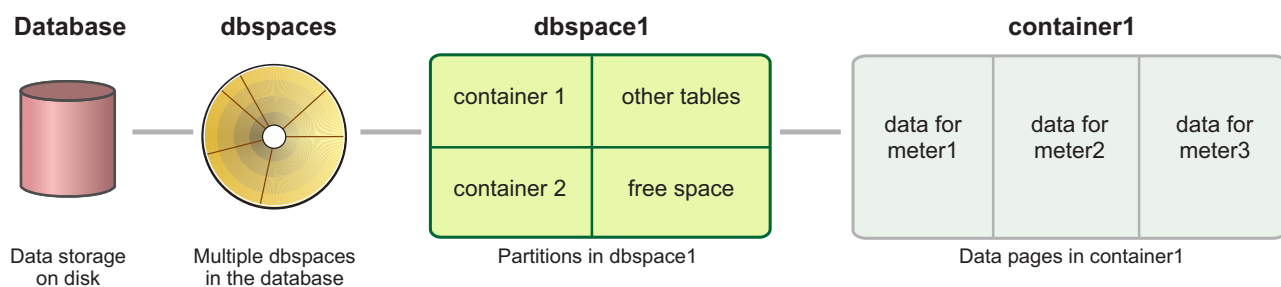 Database
dbspaces
dbspace1
container1
container 1
other tables
container 2
free space
data for
meter1
data for
meter2
data for
meter3
Data storage
on disk
Multiple dbspaces
in the database
Partitions in dbspace1
Data pages in container1